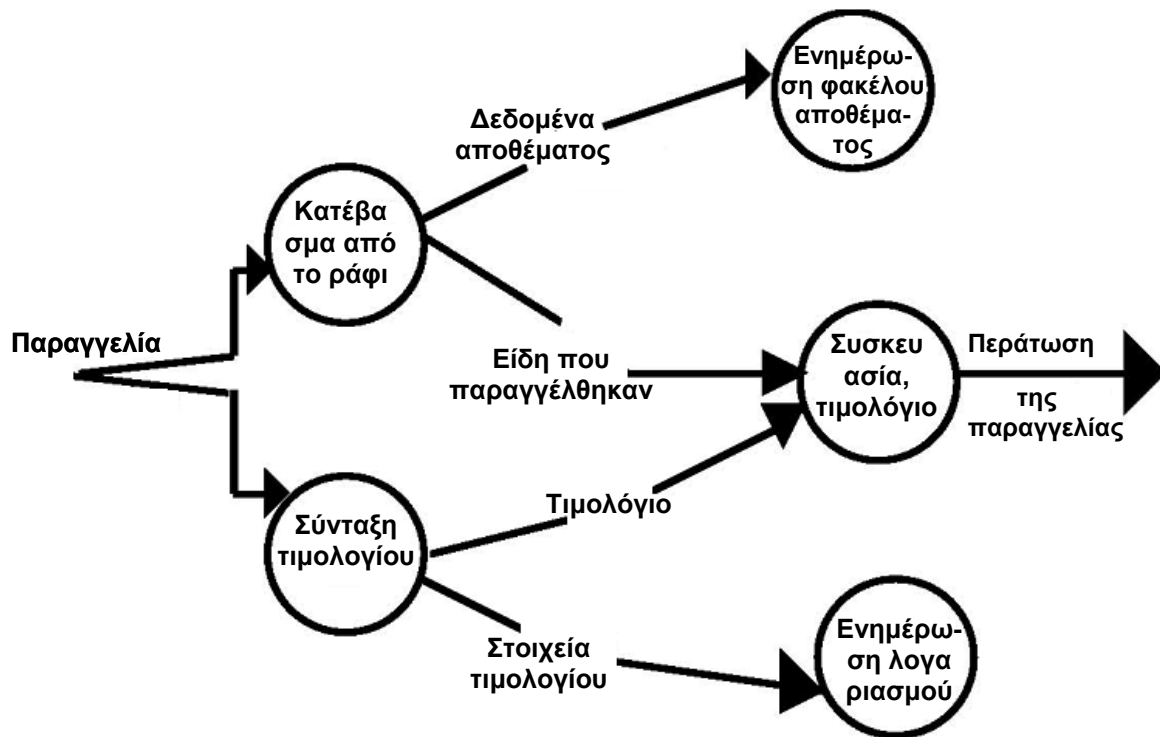 Παραγγελία
Κατέβα
σμα από
το ράφι
Δεδομένα
αποθέματος
Ενημέρω-
ση φακέλου
αποθέμα-
τος
Είδη που
παραγγέλθηκαν
Συσκευ
ασία,
τιμολόγιο
Περάτωση
της
παραγγελίας
Σύνταξη
τιμολογίου
Τιμολόγιο
Στοιχεία
τιμολογίου
Ενημέρω-
ση λογα
ριασμού